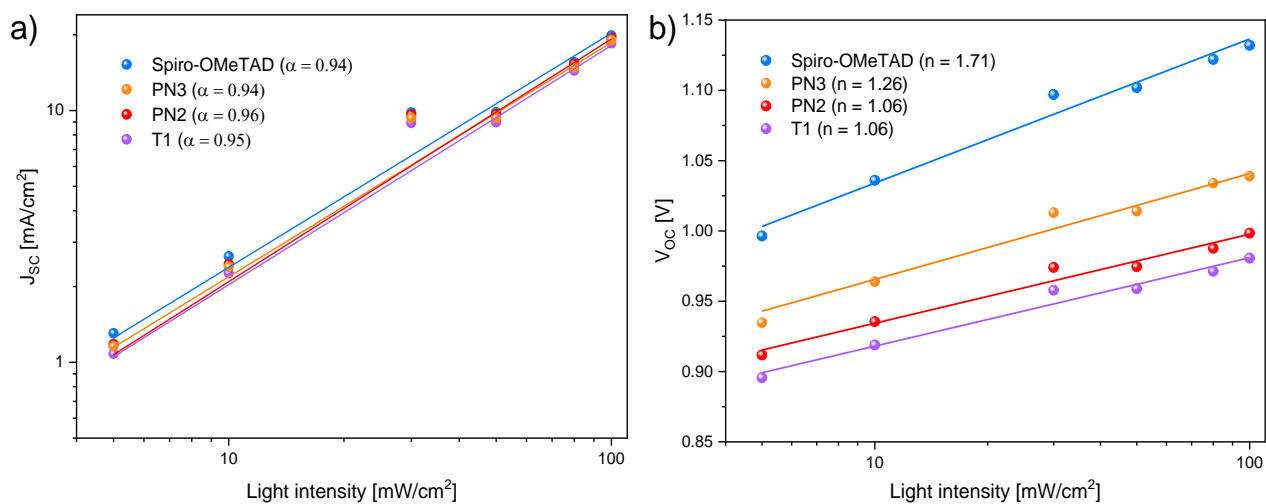 a)
Spiro-OMeTAD (α = 0.94)
PN3 (α = 0.94)
PN2 (α = 0.96)
T1 (α = 0.95)
10
1
J_SC [mA/cm²]
10
100
Light intensity [mW/cm²]
b)
Spiro-OMeTAD (n = 1.71)
PN3 (n = 1.26)
PN2 (n = 1.06)
T1 (n = 1.06)
1.15
1.10
1.05
1.00
0.95
0.90
0.85
V_OC [V]
10
100
Light intensity [mW/cm²]